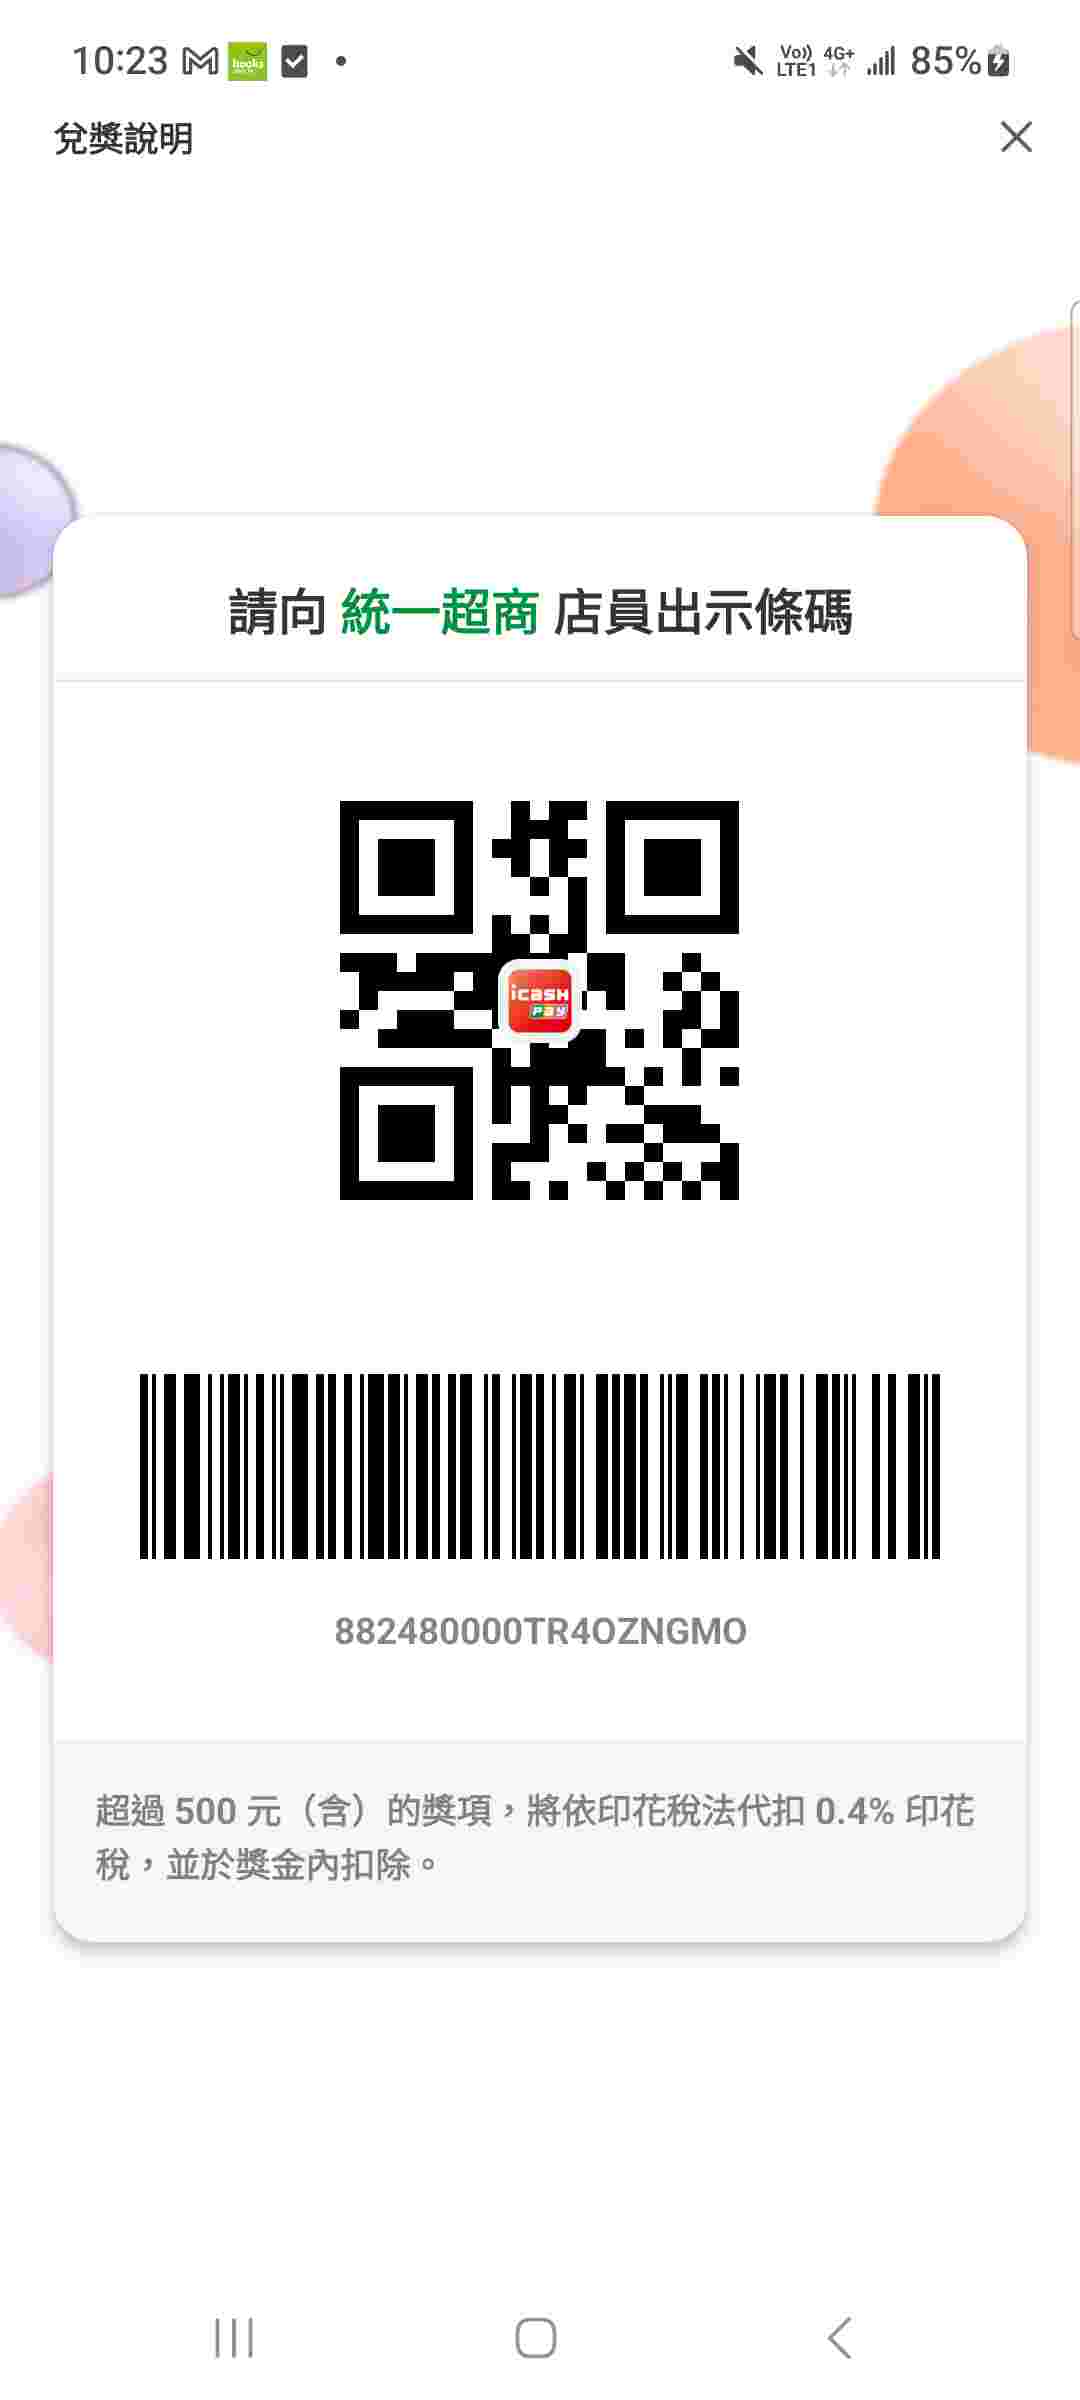 10:23
books
Vo)) 4G+
LTE1
85%
兌獎說明
請向 統一超商 店員出示條碼
icash
Pay
882480000TR4OZNGMO
超過 500 元（含）的獎項，將依印花稅法代扣 0.4% 印花
稅，並於獎金內扣除。